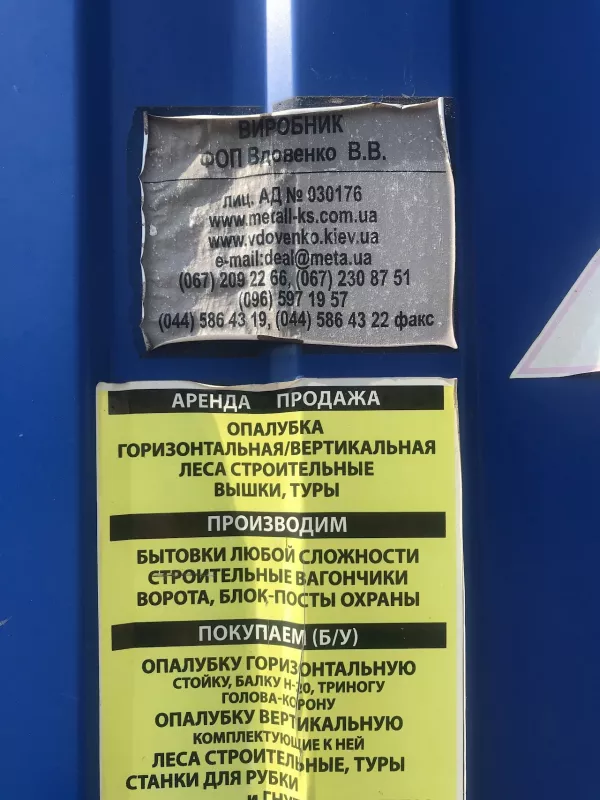 ВИРОБНИК
ФОП Вдовенко В.В.
лиц. АД № 030176
www.metall-ks.com.ua
www.vdovenko.kiev.ua
e-mail:deal@meta.ua
(067) 209 22 66, (067) 230 87 51
(096) 597 19 57
(044) 586 43 19, (044) 586 43 22 факс
АРЕНДА ПРОДАЖА
ОПАЛУБКА
ГОРИЗОНТАЛЬНАЯ/ВЕРТИКАЛЬНАЯ
ЛЕСА СТРОИТЕЛЬНЫЕ
ВЫШКИ, ТУРЫ
ПРОИЗВОДИМ
БЫТОВКИ ЛЮБОЙ СЛОЖНОСТИ
СТРОИТЕЛЬНЫЕ ВАГОНЧИКИ
ВОРОТА, БЛОК-ПОСТЫ ОХРАНЫ
ПОКУПАЕМ (Б/У)
ОПАЛУБКУ ГОРИЗОНТАЛЬНУЮ
СТОЙКУ, БАЛКУ Н-20, ТРИНОГУ
ГОЛОВА-КОРОНУ
ОПАЛУБКУ ВЕРТИКАЛЬНУЮ
КОМПЛЕКТУЮЩИЕ К НЕЙ
ЛЕСА СТРОИТЕЛЬНЫЕ, ТУРЫ
СТАНКИ ДЛЯ РУБКИ
и